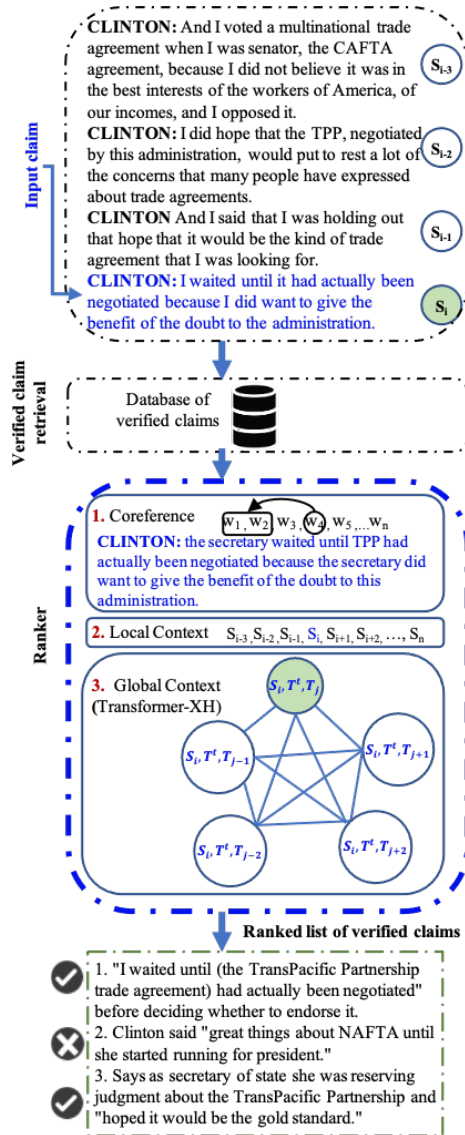 CLINTON: And I voted a multinational trade
agreement when I was senator, the CAFTA
agreement, because I did not believe it was in
the best interests of the workers of America, of
our incomes, and I opposed it.
S_{i-3}
CLINTON: I did hope that the TPP, negotiated
by this administration, would put to rest a lot of
the concerns that many people have expressed
about trade agreements.
S_{i-2}
CLINTON And I said that I was holding out
that hope that it would be the kind of trade
agreement that I was looking for.
S_{i-1}
Input claim
CLINTON: I waited until it had actually been
negotiated because I did want to give the
benefit of the doubt to the administration.
S_i
Verified claim
retrieval
Database of
verified claims
Ranker
1. Coreference
w_1, w_2, w_3, w_4, w_5, ...w_n
CLINTON: the secretary waited until TPP had
actually been negotiated because the secretary did
want to give the benefit of the doubt to this
administration.
2. Local Context S_{i-3}, S_{i-2}, S_{i-1}, S_i, S_{i+1}, S_{i+2}, ..., S_n
3. Global Context
(Transformer-XH)
S_i, T^t, T_j
S_i, T^t, T_{j-1}
S_i, T^t, T_{j+1}
S_i, T^t, T_{j-2}
S_i, T^t, T_{j+2}
Ranked list of verified claims
1. "I waited until (the TransPacific Partnership
trade agreement) had actually been negotiated"
before deciding whether to endorse it.
2. Clinton said "great things about NAFTA until
she started running for president."
3. Says as secretary of state she was reserving
judgment about the TransPacific Partnership and
"hoped it would be the gold standard."